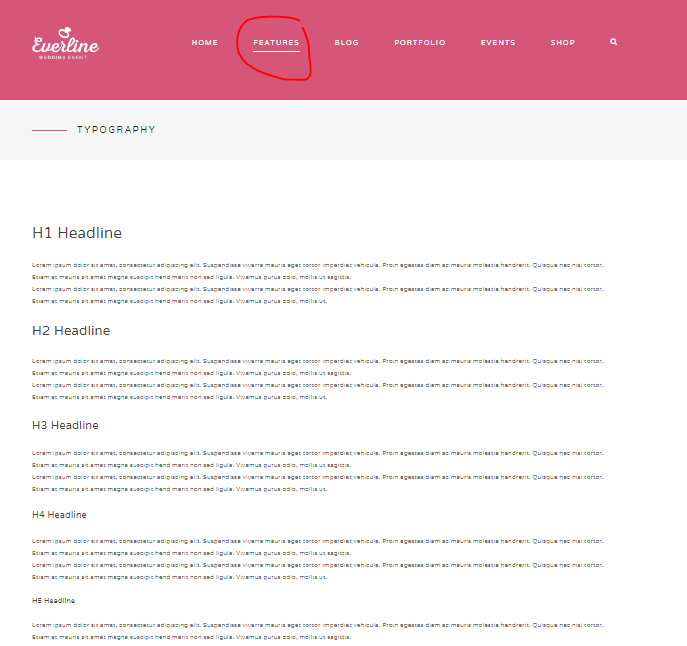 Everline
WEDDING EVENT
HOME FEATURES BLOG PORTFOLIO EVENTS SHOP
TYPOGRAPHY
H1 Headline
Lorem ipsum dolor sit amet, consectetur adipiscing elit. Suspendisse viverra mauris eget tortor imperdiet vehicula. Proin egestas diam ac mauris molestie hendrerit. Quisque nec nisi tortor.
Etiam at mauris sit amet magna suscipit hend merit non sed ligula. Vivamus purus odio, mollis ut sagittis.
Lorem ipsum dolor sit amet, consectetur adipiscing elit. Suspendisse viverra mauris eget tortor imperdiet vehicula. Proin egestas diam ac mauris molestie hendrerit. Quisque nec nisi tortor.
Etiam at mauris sit amet magna suscipit hend merit non sed ligula. Vivamus purus odio, mollis ut.
H2 Headline
Lorem ipsum dolor sit amet, consectetur adipiscing elit. Suspendisse viverra mauris eget tortor imperdiet vehicula. Proin egestas diam ac mauris molestie hendrerit. Quisque nec nisi tortor.
Etiam at mauris sit amet magna suscipit hend merit non sed ligula. Vivamus purus odio, mollis ut sagittis.
Lorem ipsum dolor sit amet, consectetur adipiscing elit. Suspendisse viverra mauris eget tortor imperdiet vehicula. Proin egestas diam ac mauris molestie hendrerit. Quisque nec nisi tortor.
Etiam at mauris sit amet magna suscipit hend merit non sed ligula. Vivamus purus odio, mollis ut.
H3 Headline
Lorem ipsum dolor sit amet, consectetur adipiscing elit. Suspendisse viverra mauris eget tortor imperdiet vehicula. Proin egestas diam ac mauris molestie hendrerit. Quisque nec nisi tortor.
Etiam at mauris sit amet magna suscipit hend merit non sed ligula. Vivamus purus odio, mollis ut sagittis.
Lorem ipsum dolor sit amet, consectetur adipiscing elit. Suspendisse viverra mauris eget tortor imperdiet vehicula. Proin egestas diam ac mauris molestie hendrerit. Quisque nec nisi tortor.
Etiam at mauris sit amet magna suscipit hend merit non sed ligula. Vivamus purus odio, mollis ut.
H4 Headline
Lorem ipsum dolor sit amet, consectetur adipiscing elit. Suspendisse viverra mauris eget tortor imperdiet vehicula. Proin egestas diam ac mauris molestie hendrerit. Quisque nec nisi tortor.
Etiam at mauris sit amet magna suscipit hend merit non sed ligula. Vivamus purus odio, mollis ut sagittis.
Lorem ipsum dolor sit amet, consectetur adipiscing elit. Suspendisse viverra mauris eget tortor imperdiet vehicula. Proin egestas diam ac mauris molestie hendrerit. Quisque nec nisi tortor.
Etiam at mauris sit amet magna suscipit hend merit non sed ligula. Vivamus purus odio, mollis ut.
H5 Headline
Lorem ipsum dolor sit amet, consectetur adipiscing elit. Suspendisse viverra mauris eget tortor imperdiet vehicula. Proin egestas diam ac mauris molestie hendrerit. Quisque nec nisi tortor.
Etiam at mauris sit amet magna suscipit hend merit non sed ligula. Vivamus purus odio, mollis ut sagittis.